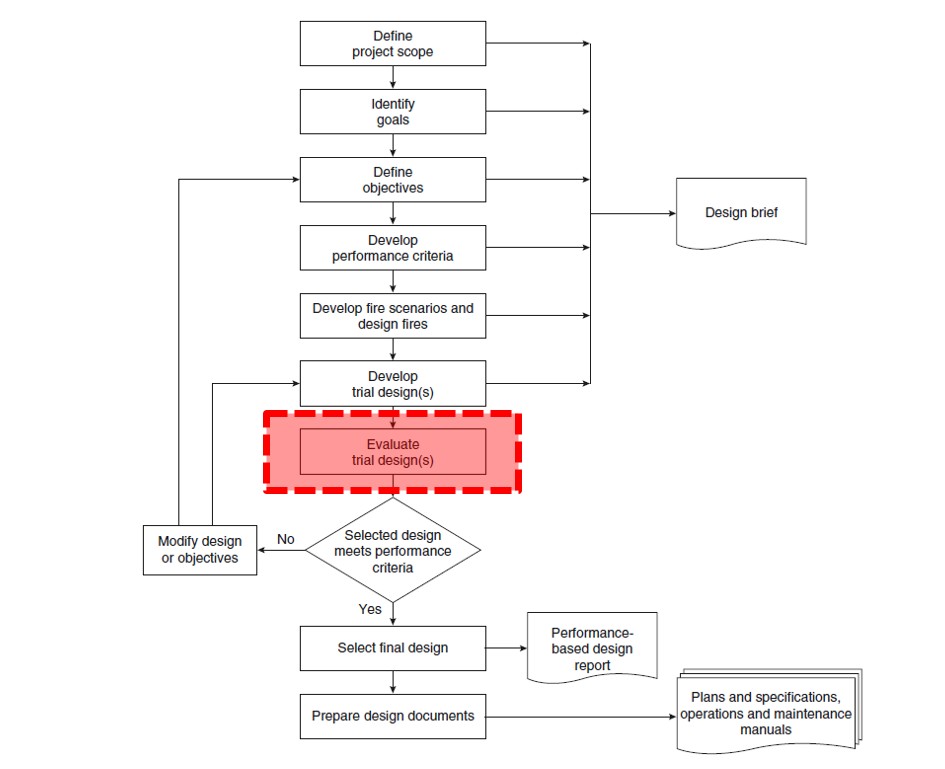 Define
project scope
Identify
goals
Define
objectives
Design brief
Develop
performance criteria
Develop fire scenarios and
design fires
Develop
trial design(s)
Evaluate
trial design(s)
Modify design
or objectives
No
Selected design
meets performance
criteria
Yes
Select final design
Performance-
based design
report
Prepare design documents
Plans and specifications,
operations and maintenance
manuals